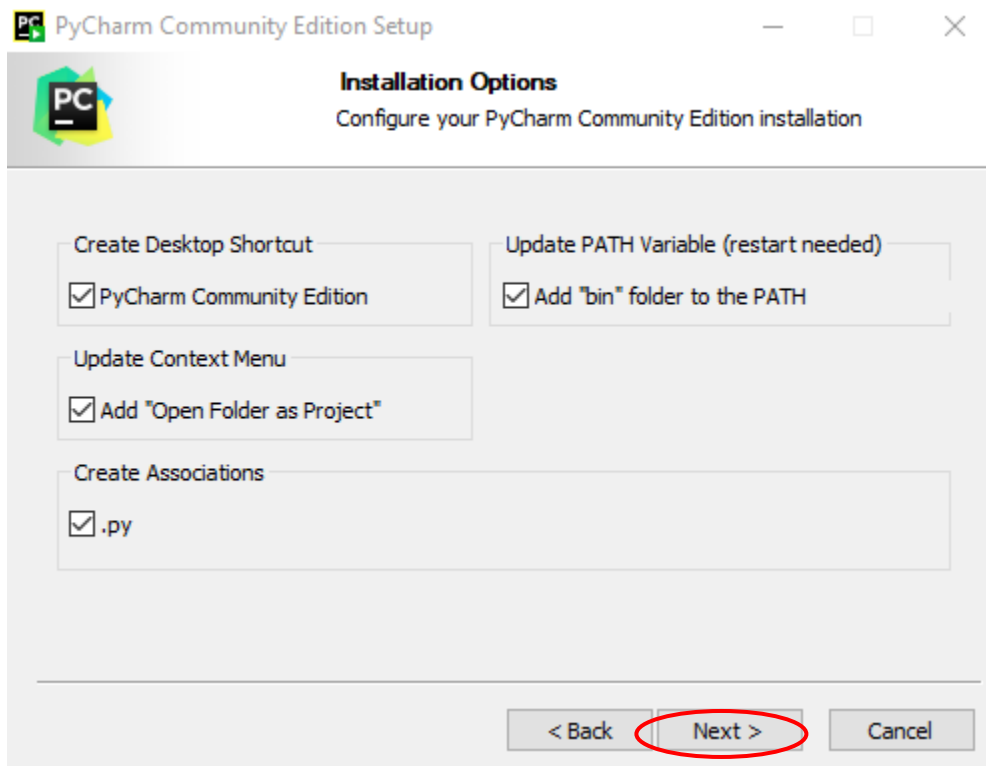 PyCharm Community Edition Setup
Installation Options
Configure your PyCharm Community Edition installation
Create Desktop Shortcut
PyCharm Community Edition
Update PATH Variable (restart needed)
Add "bin" folder to the PATH
Update Context Menu
Add "Open Folder as Project"
Create Associations
.py
< Back
Next >
Cancel
PC
PC